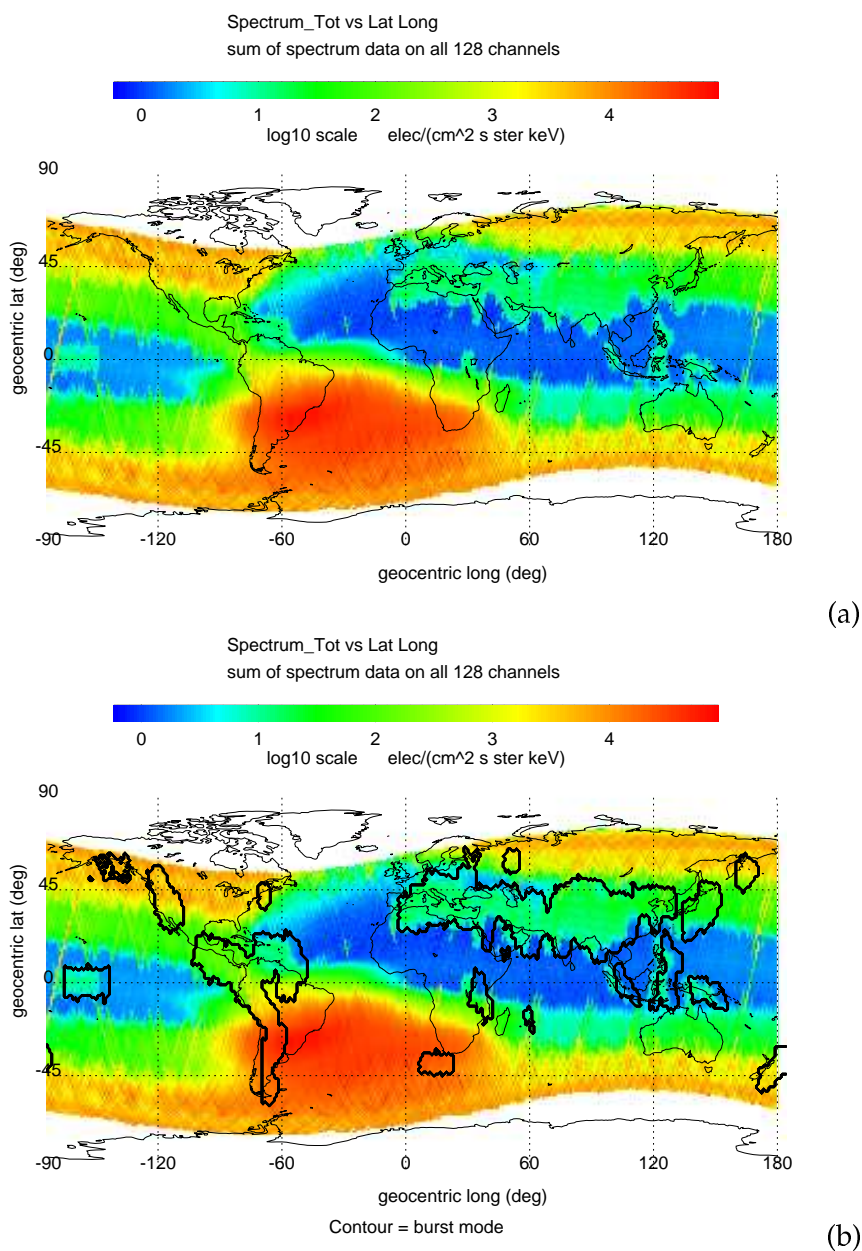 Spectrum_Tot vs Lat Long
sum of spectrum data on all 128 channels
0 1 2 3 4
log10 scale elec/(cm^2 s ster keV)
90
45
0
-45
-90 -120 -60 0 60 120 180
geocentric lat (deg)
geocentric long (deg)
(a)
Spectrum_Tot vs Lat Long
sum of spectrum data on all 128 channels
0 1 2 3 4
log10 scale elec/(cm^2 s ster keV)
90
45
0
-45
-90 -120 -60 0 60 120 180
geocentric lat (deg)
geocentric long (deg)
Contour = burst mode
(b)